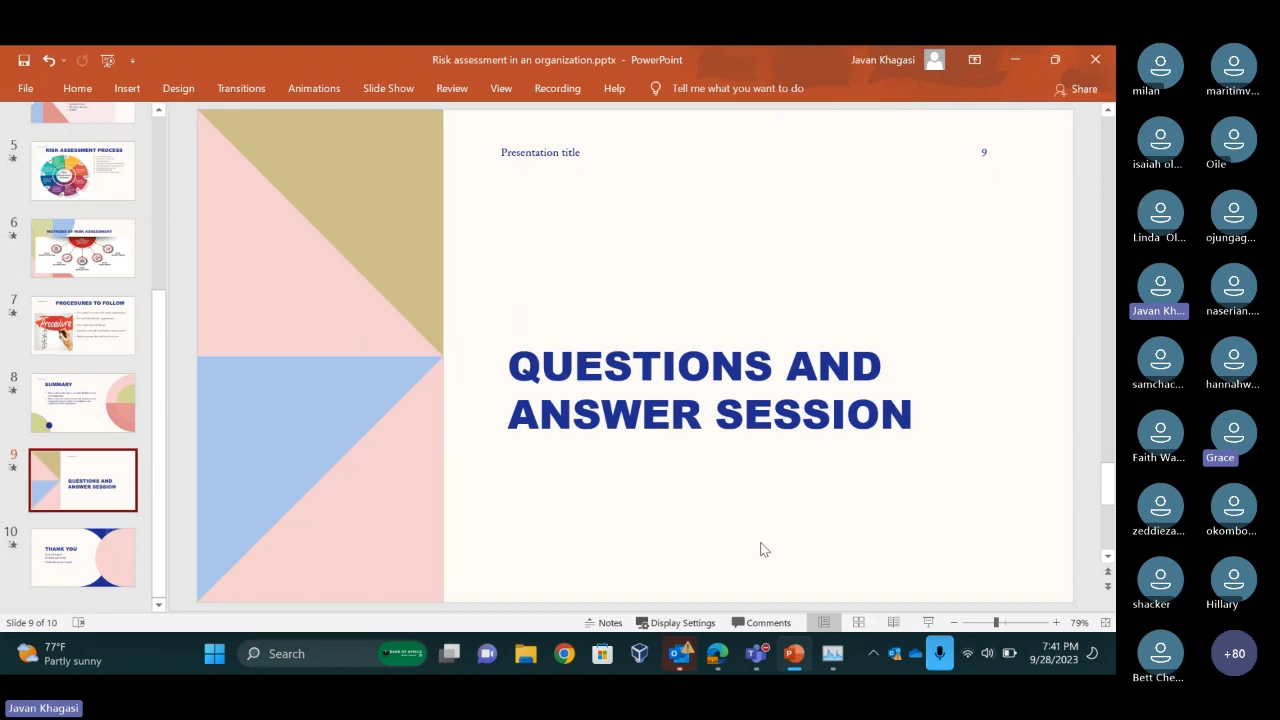 Risk assessment in an organization.pptx - PowerPoint
Javan Khagasi
File Home Insert Design Transitions Animations Slide Show Review View Recording Help Tell me what you want to do
Share
5
RISK ASSESSMENT PROCESS
6
METHODS OF RISK ASSESSMENT
7
PROCEDURES TO FOLLOW
Procedure
8
SUMMARY
9
QUESTIONS AND
ANSWER SESSION
10
THANK YOU
Presentation title
9
QUESTIONS AND
ANSWER SESSION
Slide 9 of 10
Notes Display Settings Comments 79%
77°F
Partly sunny
Search
BANK OF AFRICA
7:41 PM
9/28/2023
milan
maritimv...
isaiah ol...
Oile
Linda Ol...
ojungag...
Javan Kh...
naserian....
samchac...
hannahw...
Faith Wa...
Grace
zeddieza...
okombo...
shacker
Hillary
Bett Che...
+80
Javan Khagasi